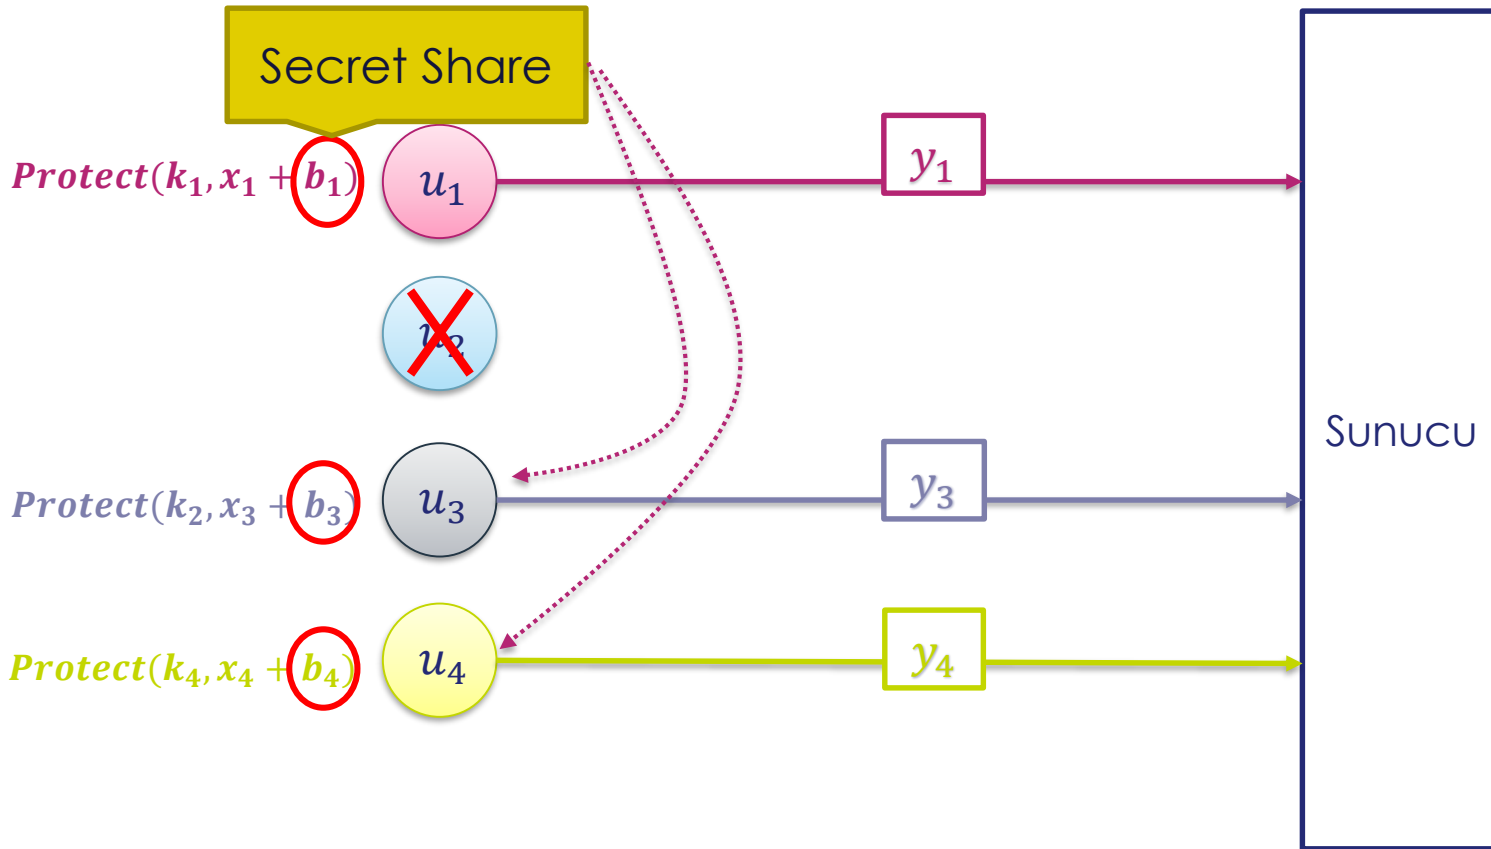 Secret Share
Protect(k₁, x₁ + b₁)
u₁
y₁
u₂
Sunucu
Protect(k₂, x₃ + b₃)
u₃
y₃
Protect(k₄, x₄ + b₄)
u₄
y₄